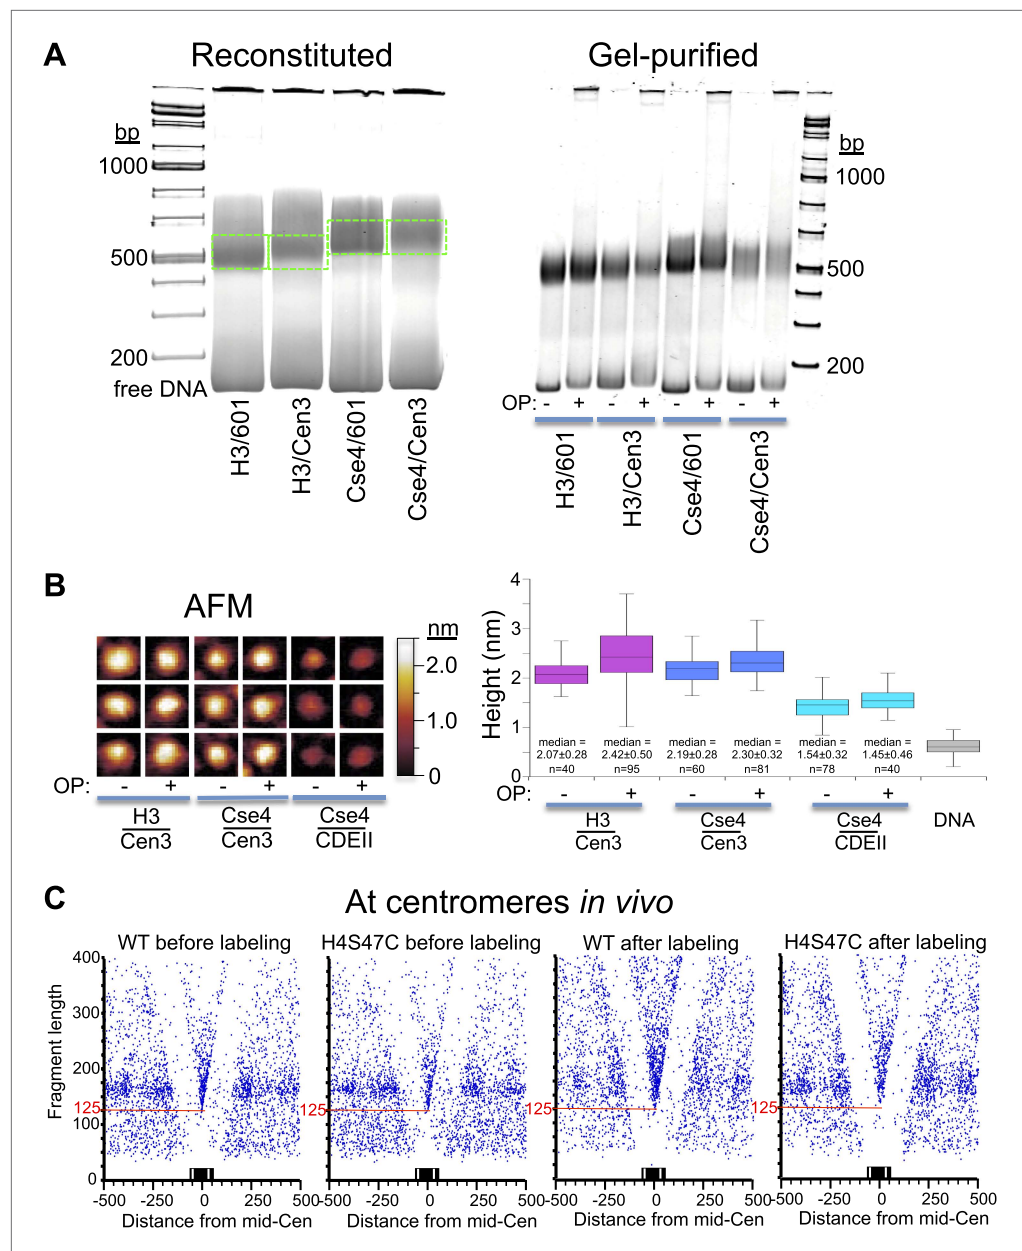 A
Reconstituted
Gel-purified
bp
1000
500
200
free DNA
H3/601
H3/Cen3
Cse4/601
Cse4/Cen3
bp
1000
500
200
OP: - + - + - + - +
H3/601
H3/Cen3
Cse4/601
Cse4/Cen3
B
AFM
nm
2.0
1.0
0
OP: - + - + - +
H3 Cse4 Cse4
Cen3 Cen3 CDEII
Height (nm)
4
3
2
1
0
median = median = median = median = median = median =
2.07±0.28 2.42±0.50 2.19±0.28 2.30±0.32 1.54±0.32 1.45±0.46
n=40 n=95 n=60 n=81 n=78 n=40
OP: - + - + - +
H3 Cse4 Cse4 DNA
Cen3 Cen3 CDEII
C
At centromeres in vivo
WT before labeling H4S47C before labeling WT after labeling H4S47C after labeling
Fragment length
400
300
200
125 125 125 125
100
0
-500 -250 0 250 500 -500 -250 0 250 500 -500 -250 0 250 500 -500 -250 0 250 500
Distance from mid-Cen Distance from mid-Cen Distance from mid-Cen Distance from mid-Cen